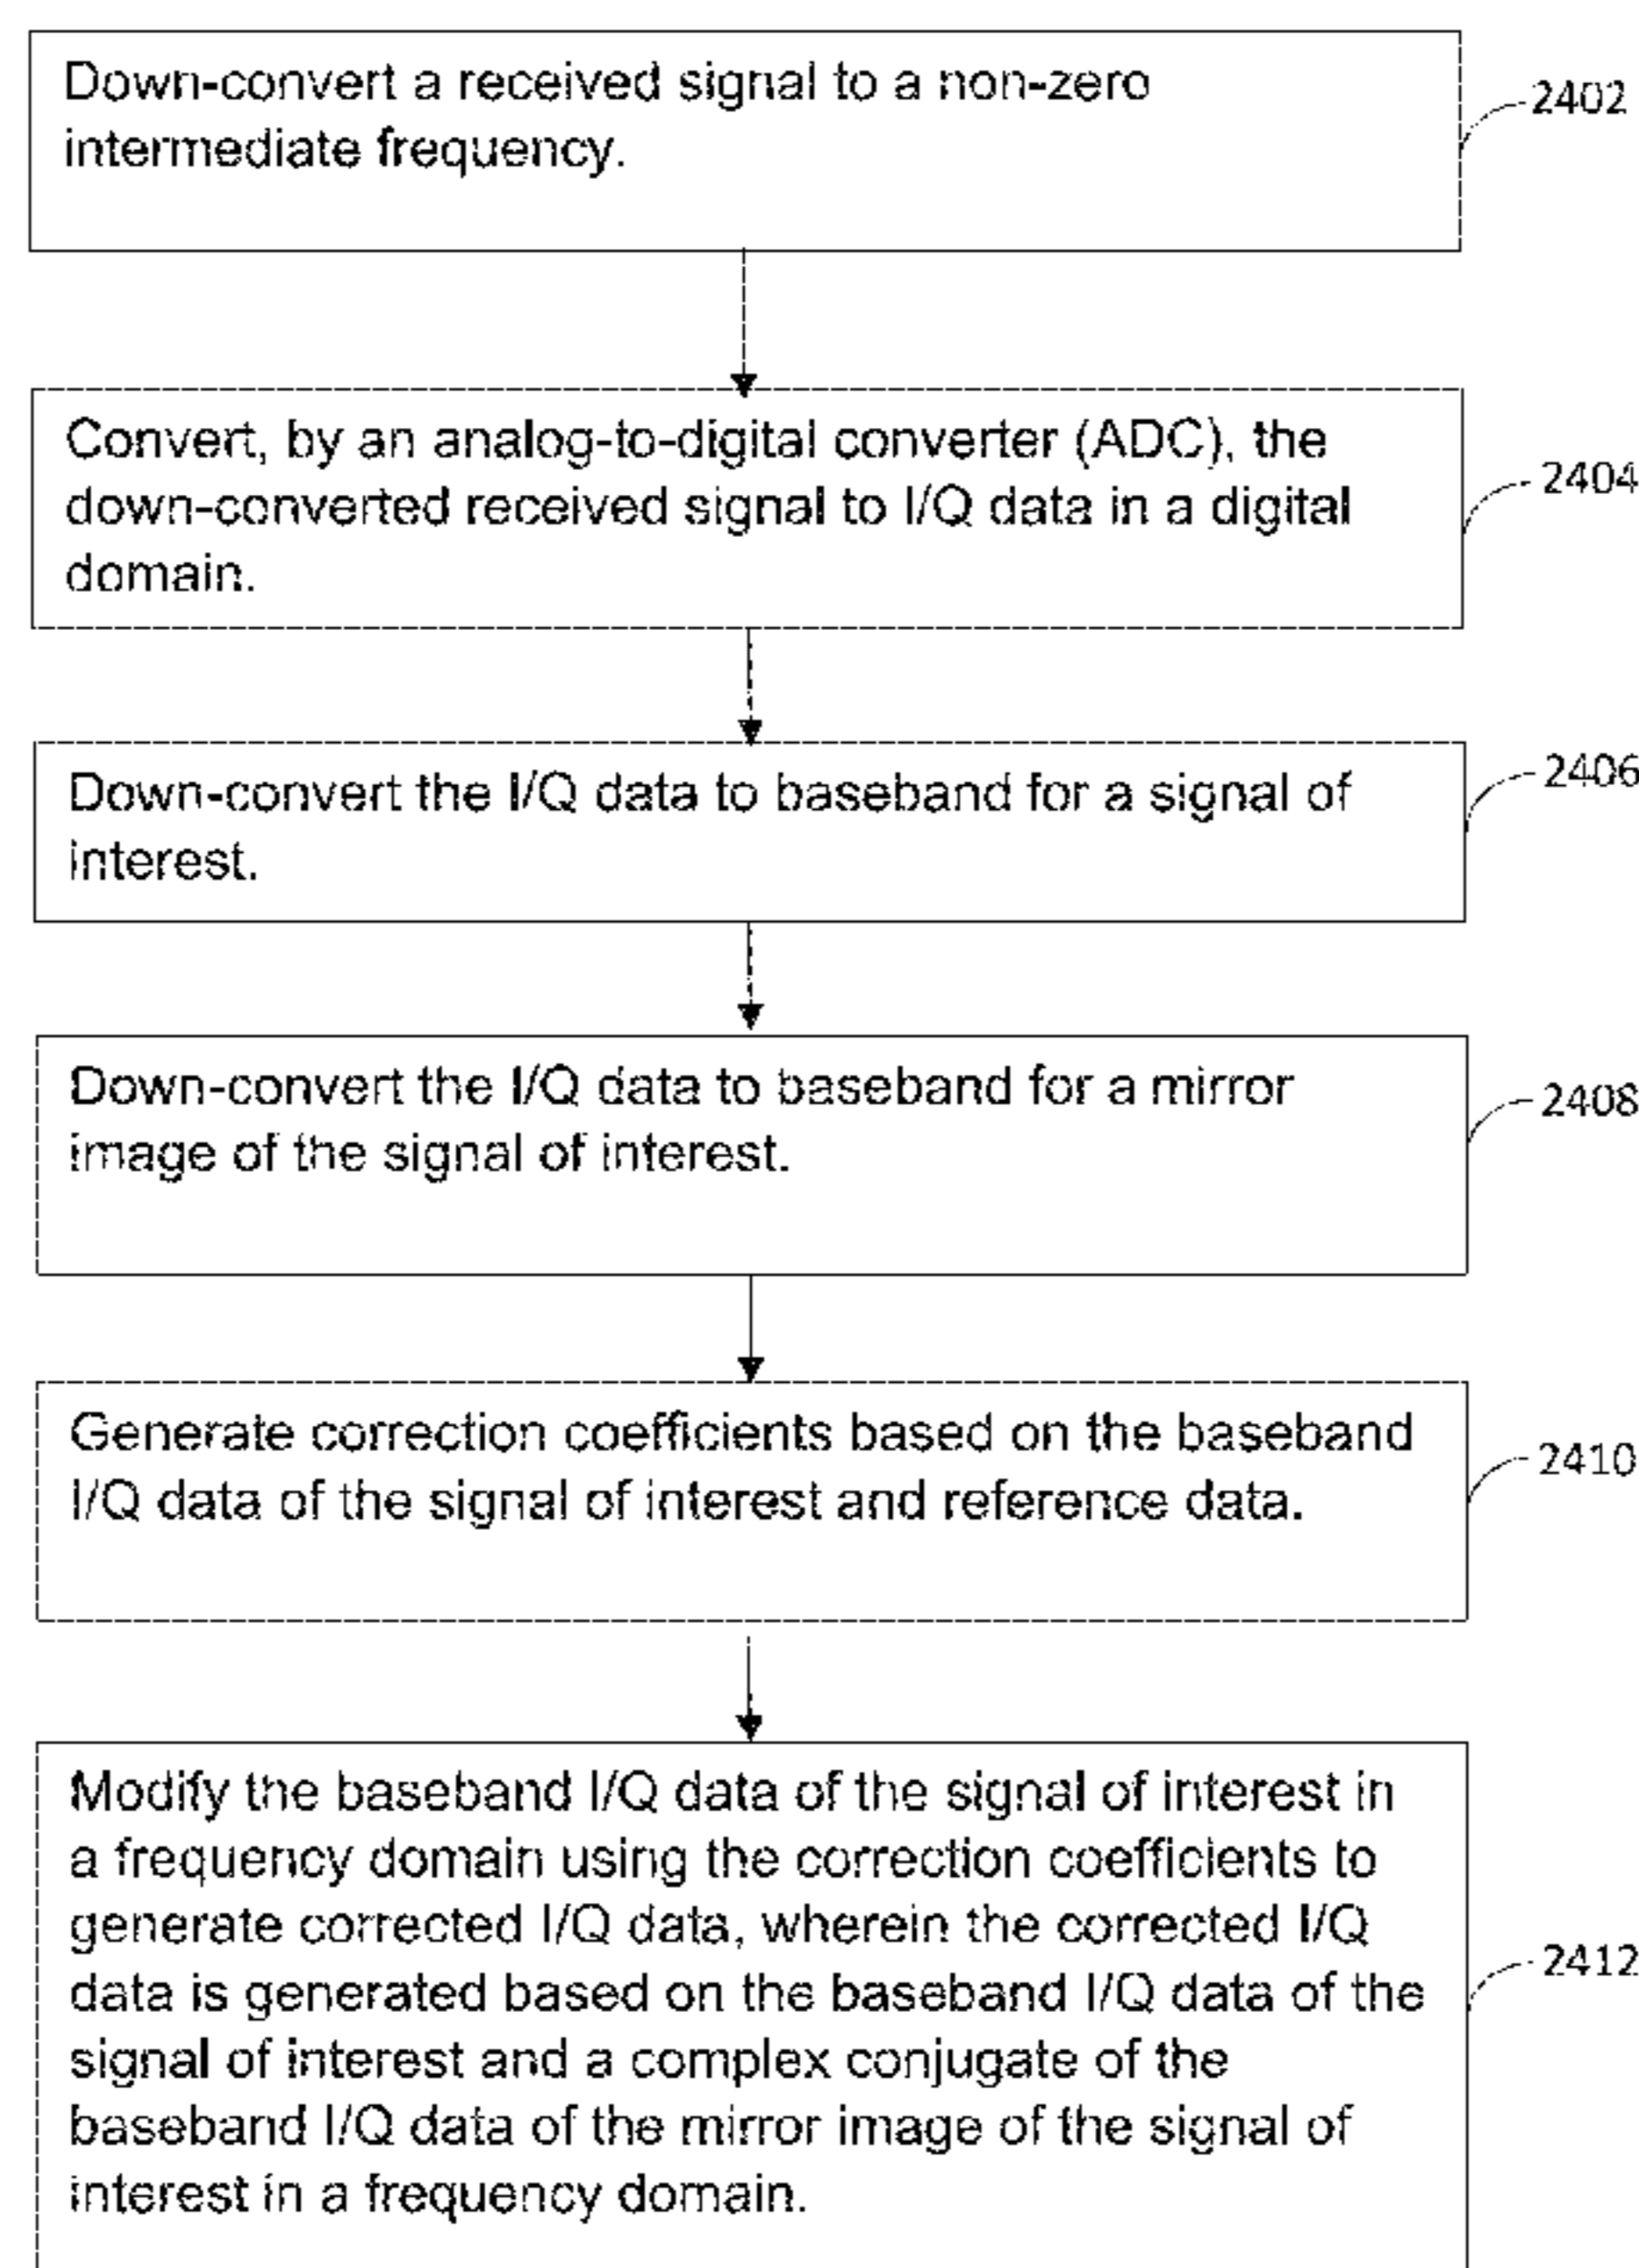 Down-convert a received signal to a non-zero
intermediate frequency.
2402
Convert, by an analog-to-digital converter (ADC), the
down-converted received signal to I/Q data in a digital
domain.
2404
Down-convert the I/Q data to baseband for a signal of
interest.
2406
Down-convert the I/Q data to baseband for a mirror
image of the signal of interest.
2408
Generate correction coefficients based on the baseband
I/Q data of the signal of interest and reference data.
2410
Modify the baseband I/Q data of the signal of interest in
a frequency domain using the correction coefficients to
generate corrected I/Q data, wherein the corrected I/Q
data is generated based on the baseband I/Q data of the
signal of interest and a complex conjugate of the
baseband I/Q data of the mirror image of the signal of
interest in a frequency domain.
2412